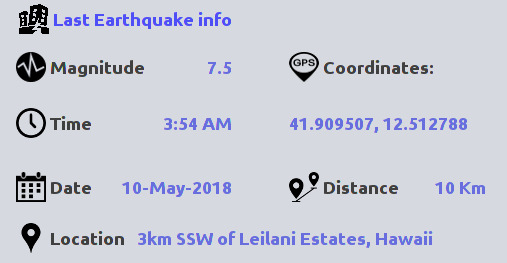 Last Earthquake info
Magnitude 7.5
GPS Coordinates:
Time 3:54 AM
41.909507, 12.512788
Date 10-May-2018
Distance 10 Km
Location 3km SSW of Leilani Estates, Hawaii